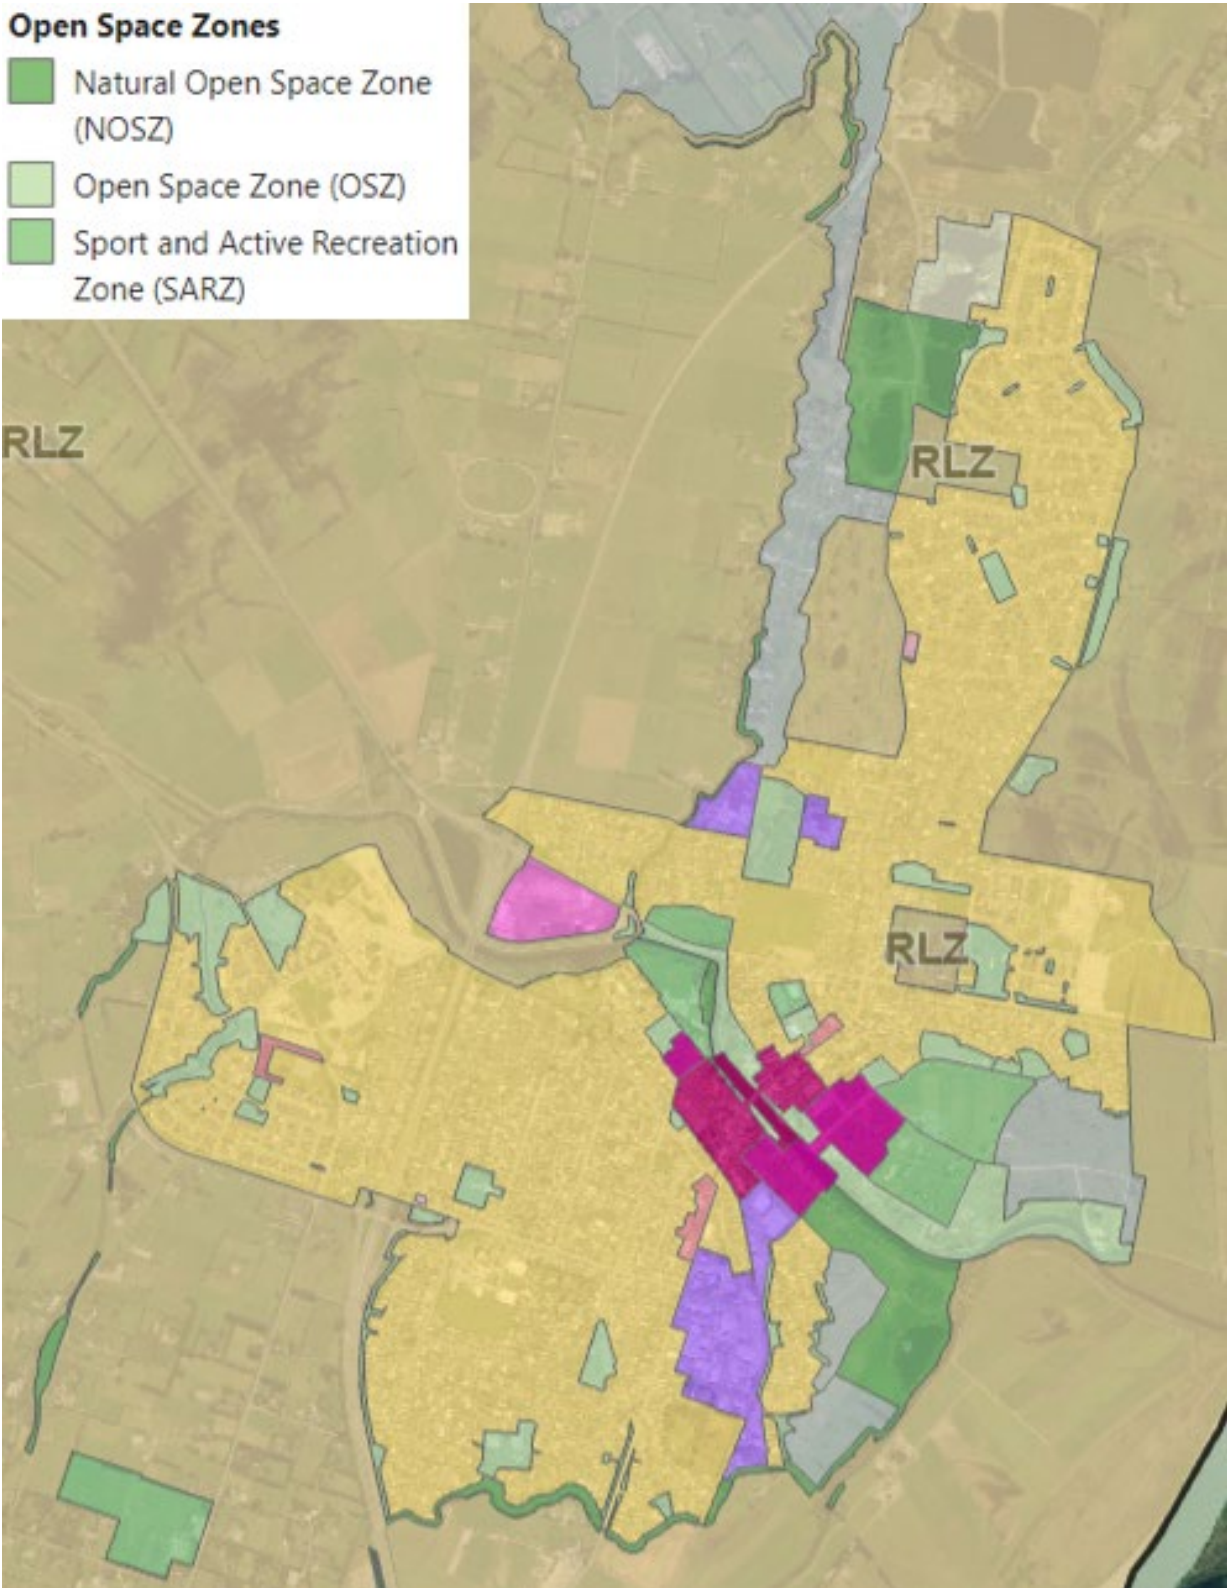 Open Space Zones
Natural Open Space Zone
(NOSZ)
Open Space Zone (OSZ)
Sport and Active Recreation
Zone (SARZ)
RLZ
RLZ
RLZ